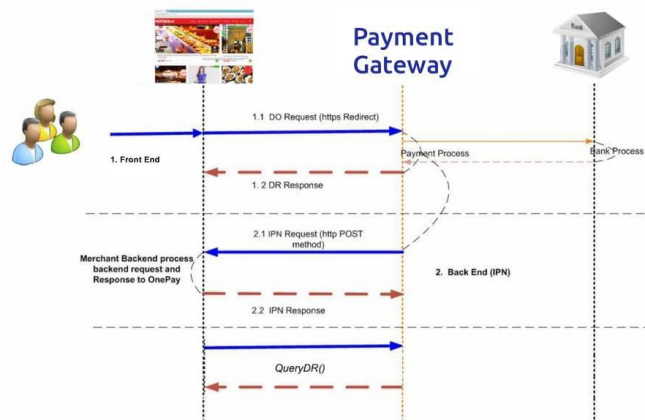 Payment
Gateway
Bank
1.1 DO Request (https Redirect)
1. Front End
Payment Process
Bank Process
1. 2 DR Response
2.1 IPN Request (http POST
method)
Merchant Backend process
backend request and
Response to OnePay
2. Back End (IPN)
2.2 IPN Response
QueryDR()